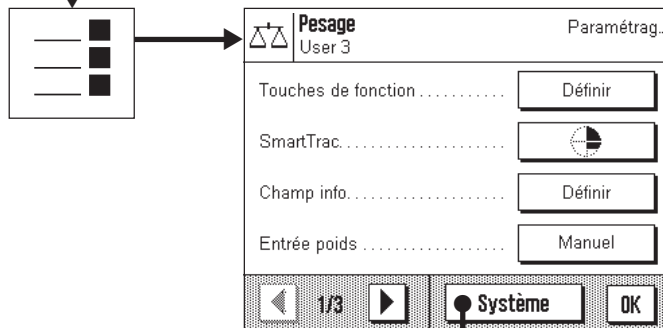 Pesage
User 3
Paramétrag..
Touches de fonction ........... Définir
SmartTrac.....................
Champ info.................... Définir
Entrée poids .................. Manuel
1/3
Système
OK